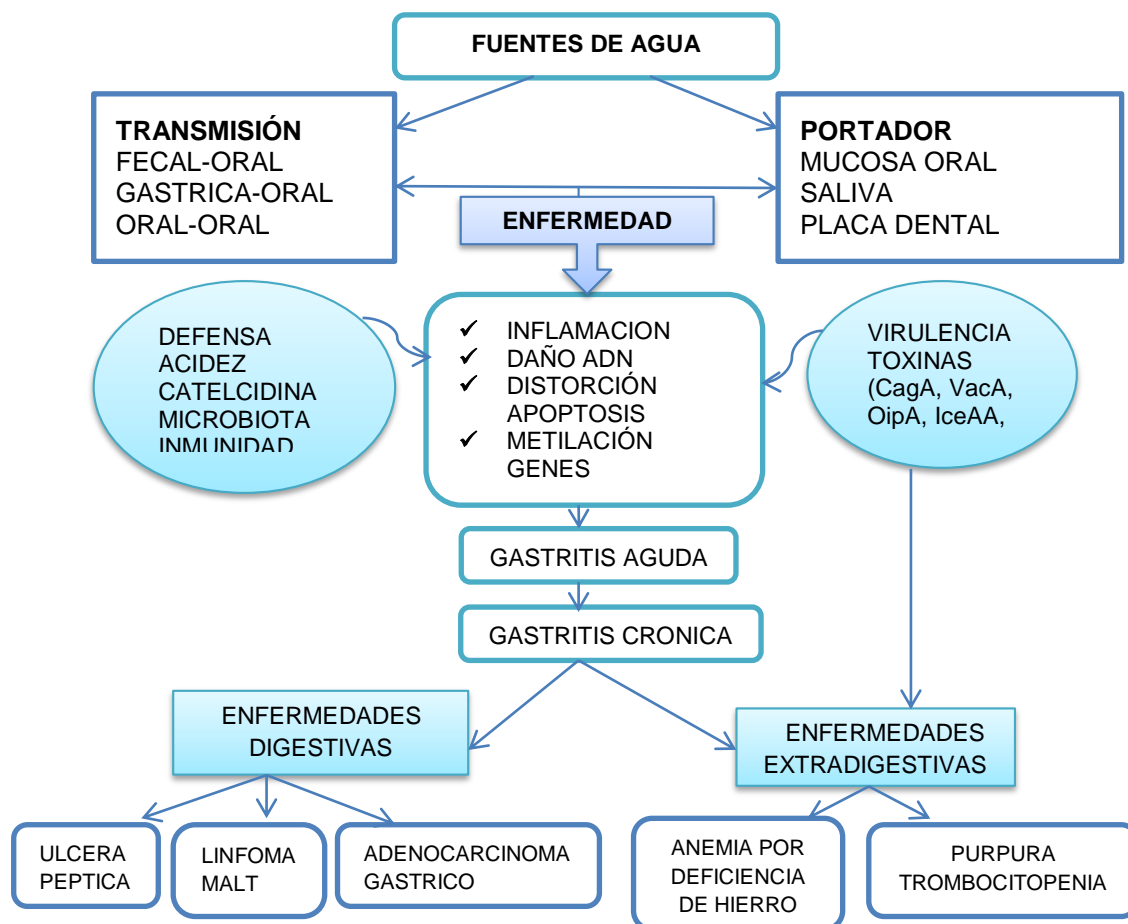 FUENTES DE AGUA
TRANSMISIÓN
FECAL-ORAL
GASTRICA-ORAL
ORAL-ORAL
PORTADOR
MUCOSA ORAL
SALIVA
PLACA DENTAL
ENFERMEDAD
DEFENSA
ACIDEZ
CATELCIDINA
MICROBIOTA
INMUNIDAD
✓ INFLAMACION
✓ DAÑO ADN
✓ DISTORCIÓN
APOPTOSIS
✓ METILACIÓN
GENES
VIRULENCIA
TOXINAS
(CagA, VacA,
OipA, IceAA,
GASTRITIS AGUDA
GASTRITIS CRONICA
ENFERMEDADES
DIGESTIVAS
ENFERMEDADES
EXTRADIGESTIVAS
ULCERA
PEPTICA
LINFOMA
MALT
ADENOCARCINOMA
GASTRICO
ANEMIA POR
DEFICIENCIA
DE HIERRO
PURPURA
TROMBOCITOPENIA